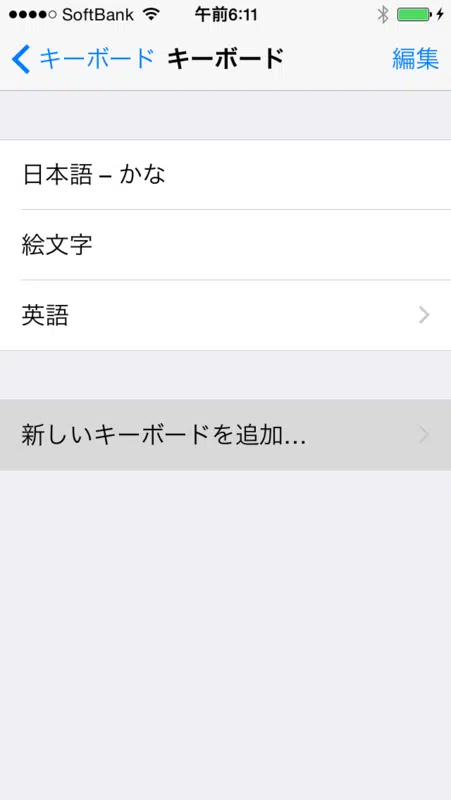 SoftBank 午前6:11
キーボード キーボード 編集
日本語 – かな
絵文字
英語
新しいキーボードを追加...